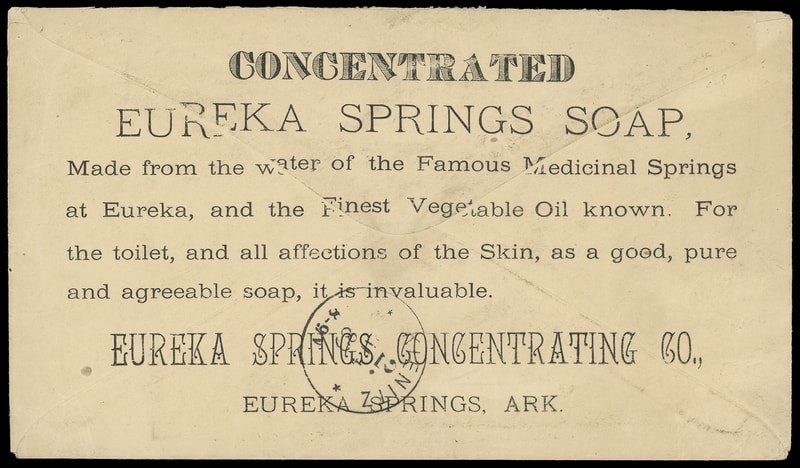 CONCENTRATED
EUREKA SPRINGS SOAP,
Made from the water of the Famous Medicinal Springs
at Eureka, and the Finest Vegetable Oil known. For
the toilet, and all affections of the Skin, as a good, pure
and agreeable soap, it is invaluable.
EUREKA SPRINGS CONCENTRATING CO.,
EUREKA SPRINGS, ARK.